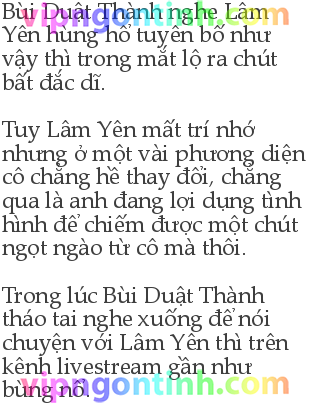 Bùi Duật Thành nghe Lâm
Yên hùng hổ tuyên bố như
vậy thì trong mắt lộ ra chút
bất đắc dĩ.
Tuy Lâm Yên mất trí nhớ
nhưng ở một vài phương diện
cô chẳng hề thay đổi, chẳng
qua là anh đang lợi dụng tình
hình để chiếm được một chút
ngọt ngào từ cô mà thôi.
Trong lúc Bùi Duật Thành
tháo tai nghe xuống để nói
chuyện với Lâm Yên thì trên
kênh livestream gần như
bùng nổ.
vipngontinh.com
vipngontinh.com